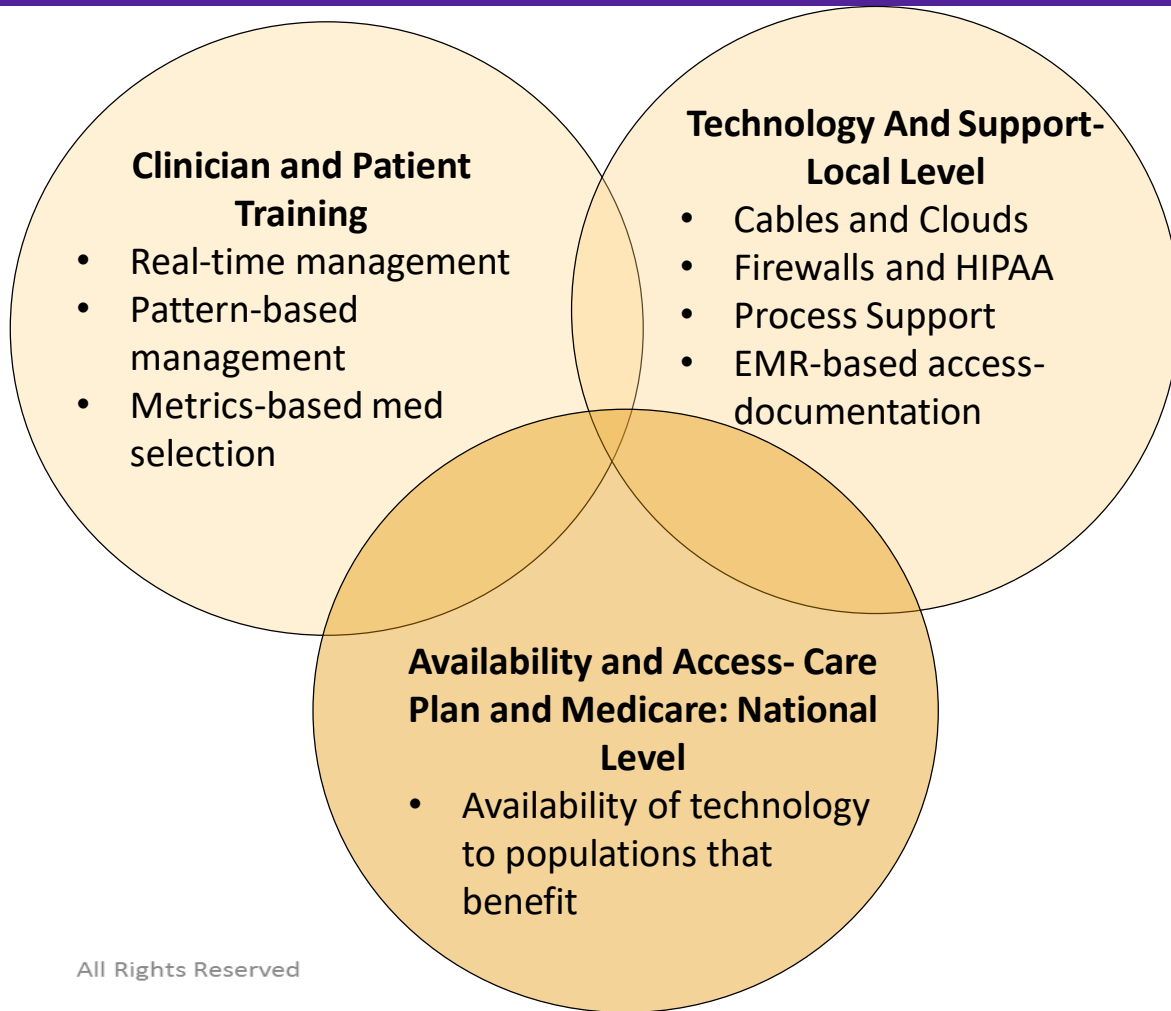 Clinician and Patient
Training
• Real-time management
• Pattern-based
management
• Metrics-based med
selection
Technology And Support-
Local Level
• Cables and Clouds
• Firewalls and HIPAA
• Process Support
• EMR-based access-
documentation
Availability and Access- Care
Plan and Medicare: National
Level
• Availability of technology
to populations that
benefit
All Rights Reserved